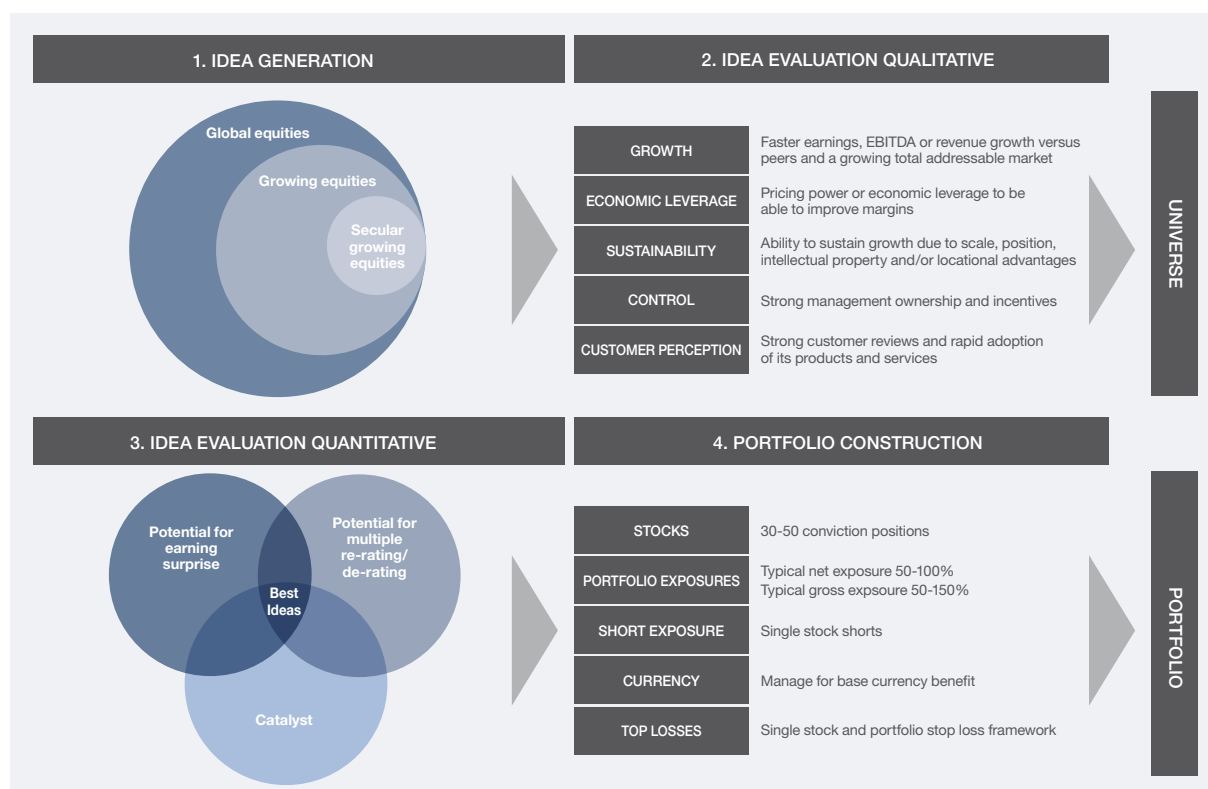 1. IDEA GENERATION
Global equities
Growing equities
Secular
growing
equities
2. IDEA EVALUATION QUALITATIVE
GROWTH
Faster earnings, EBITDA or revenue growth versus
peers and a growing total addressable market
ECONOMIC LEVERAGE
Pricing power or economic leverage to be
able to improve margins
SUSTAINABILITY
Ability to sustain growth due to scale, position,
intellectual property and/or locational advantages
CONTROL
Strong management ownership and incentives
CUSTOMER PERCEPTION
Strong customer reviews and rapid adoption
of its products and services
UNIVERSE
3. IDEA EVALUATION QUANTITATIVE
Potential for
earning
surprise
Potential for
multiple
re-rating/
de-rating
Best
Ideas
Catalyst
4. PORTFOLIO CONSTRUCTION
STOCKS
30-50 conviction positions
PORTFOLIO EXPOSURES
Typical net exposure 50-100%
Typical gross expsoure 50-150%
SHORT EXPOSURE
Single stock shorts
CURRENCY
Manage for base currency benefit
TOP LOSSES
Single stock and portfolio stop loss framework
PORTFOLIO